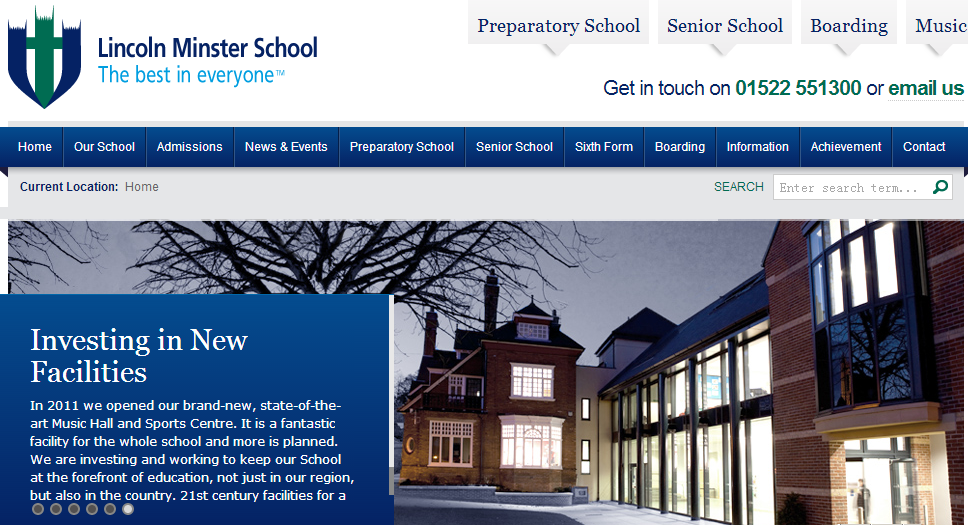 Lincoln Minster School
The best in everyone™
Preparatory School
Senior School
Boarding
Music
Get in touch on 01522 551300 or email us
Home
Our School
Admissions
News & Events
Preparatory School
Senior School
Sixth Form
Boarding
Information
Achievement
Contact
Current Location: Home
SEARCH
Enter search term...
Investing in New
Facilities
In 2011 we opened our brand-new, state-of-the-
art Music Hall and Sports Centre. It is a fantastic
facility for the whole school and more is planned.
We are investing and working to keep our School
at the forefront of education, not just in our region,
but also in the country. 21st century facilities for a